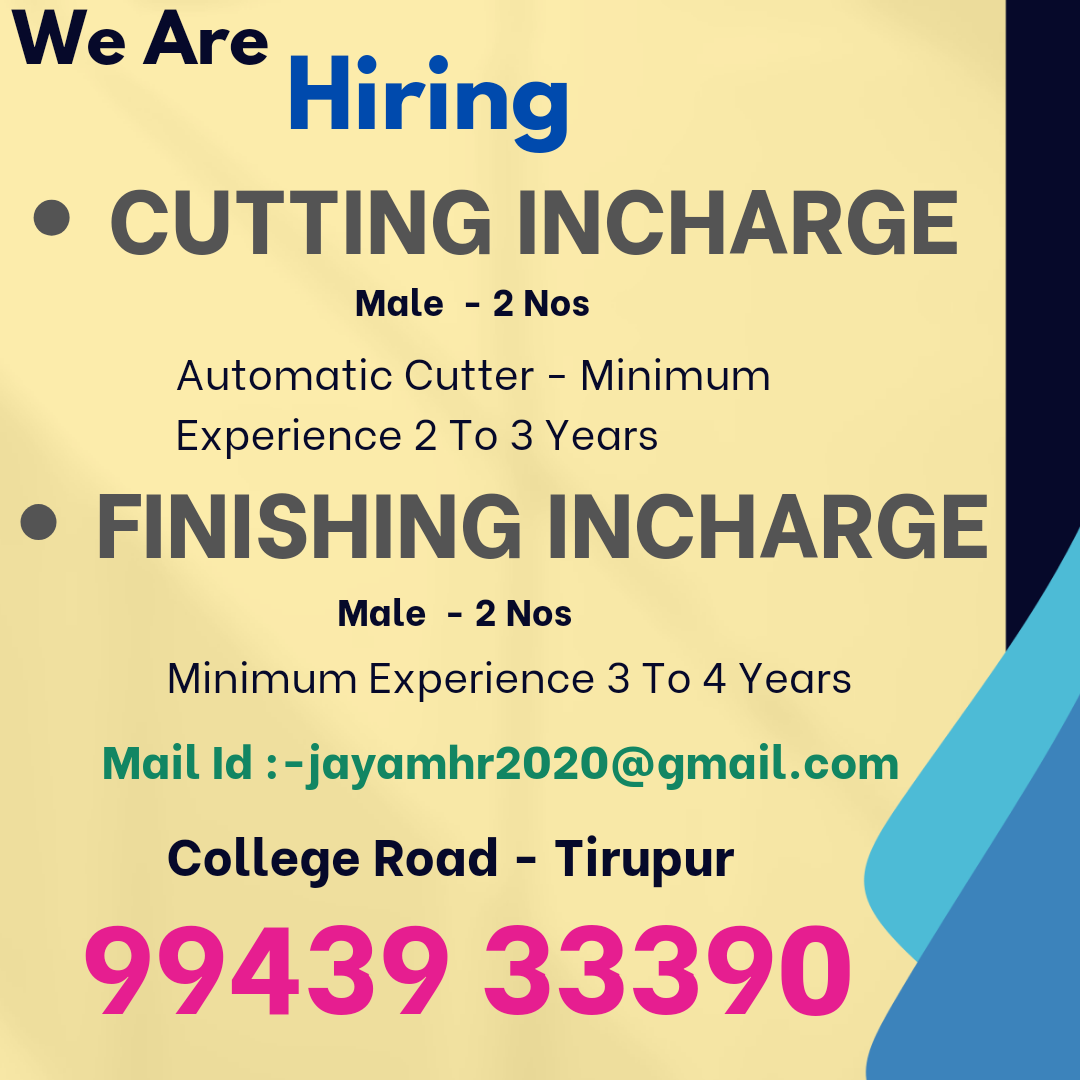 We Are
Hiring
• CUTTING INCHARGE
Male - 2 Nos
Automatic Cutter - Minimum
Experience 2 To 3 Years
• FINISHING INCHARGE
Male - 2 Nos
Minimum Experience 3 To 4 Years
Mail Id :-jayamhr2020@gmail.com
College Road - Tirupur
99439 33390